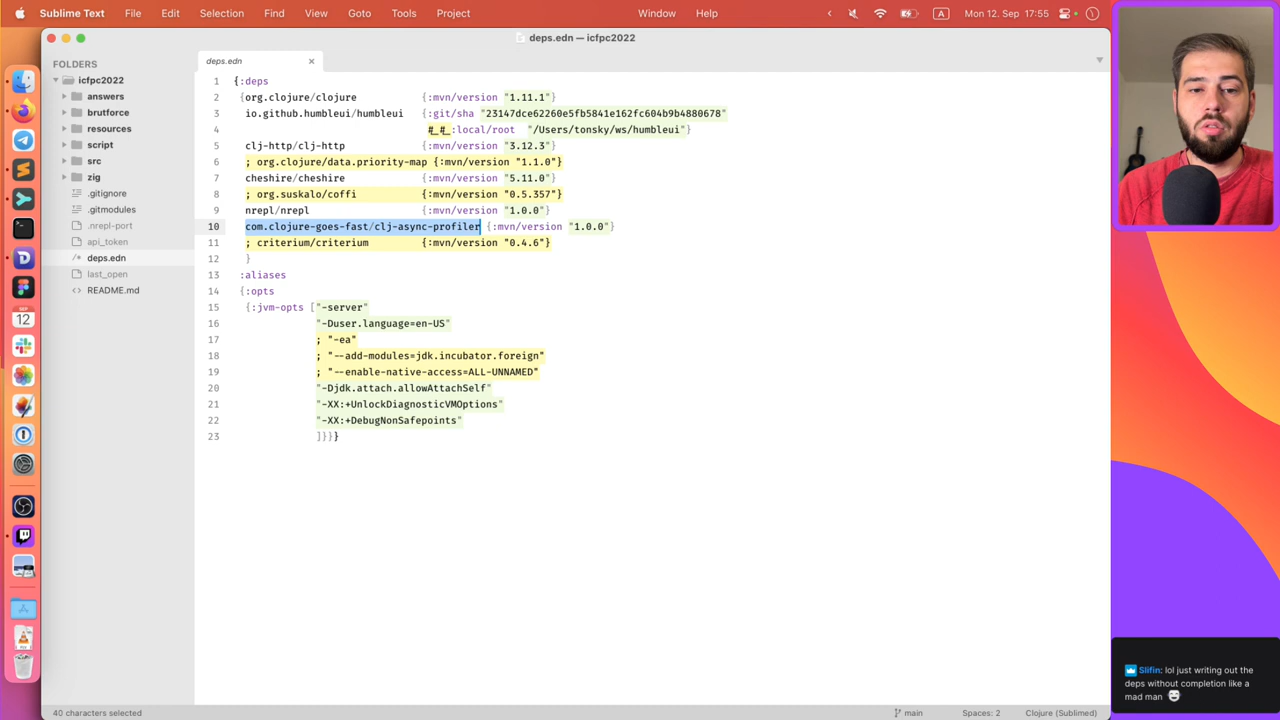 Sublime Text File Edit Selection Find View Goto Tools Project Window Help A Mon 12. Sep 17:55
deps.edn — icfpc2022
FOLDERS
icfpc2022
answers
brutforce
resources
script
src
zig
.gitignore
.gitmodules
.nrepl-port
api_token
deps.edn
last_open
README.md
deps.edn
1 {:deps
2 {org.clojure/clojure {:mvn/version "1.11.1"}
3 io.github.humbleui/humbleui {:git/sha "23147dce62260e5fb5841e162fc604b9b4880678"
4 #_#_:local/root "/Users/tonsky/ws/humbleui"}
5 clj-http/clj-http {:mvn/version "3.12.3"}
6 ; org.clojure/data.priority-map {:mvn/version "1.1.0"}
7 cheshire/cheshire {:mvn/version "5.11.0"}
8 ; org.suskalo/coffi {:mvn/version "0.5.357"}
9 nrepl/nrepl {:mvn/version "1.0.0"}
10 com.clojure-goes-fast/clj-async-profiler {:mvn/version "1.0.0"}
11 ; criterium/criterium {:mvn/version "0.4.6"}
12 }
13 :aliases
14 {:opts
15 {:jvm-opts ["-server"
16 "-Duser.language=en-US"
17 ; "-ea"
18 ; "--add-modules=jdk.incubator.foreign"
19 ; "--enable-native-access=ALL-UNNAMED"
20 "-Djdk.attach.allowAttachSelf"
21 "-XX:+UnlockDiagnosticVMOptions"
22 "-XX:+DebugNonSafepoints"
23 ]}}}
SEP
12
Slifin: lol just writing out the
deps without completion like a
mad man
40 characters selected main Spaces: 2 Clojure (Sublimed)